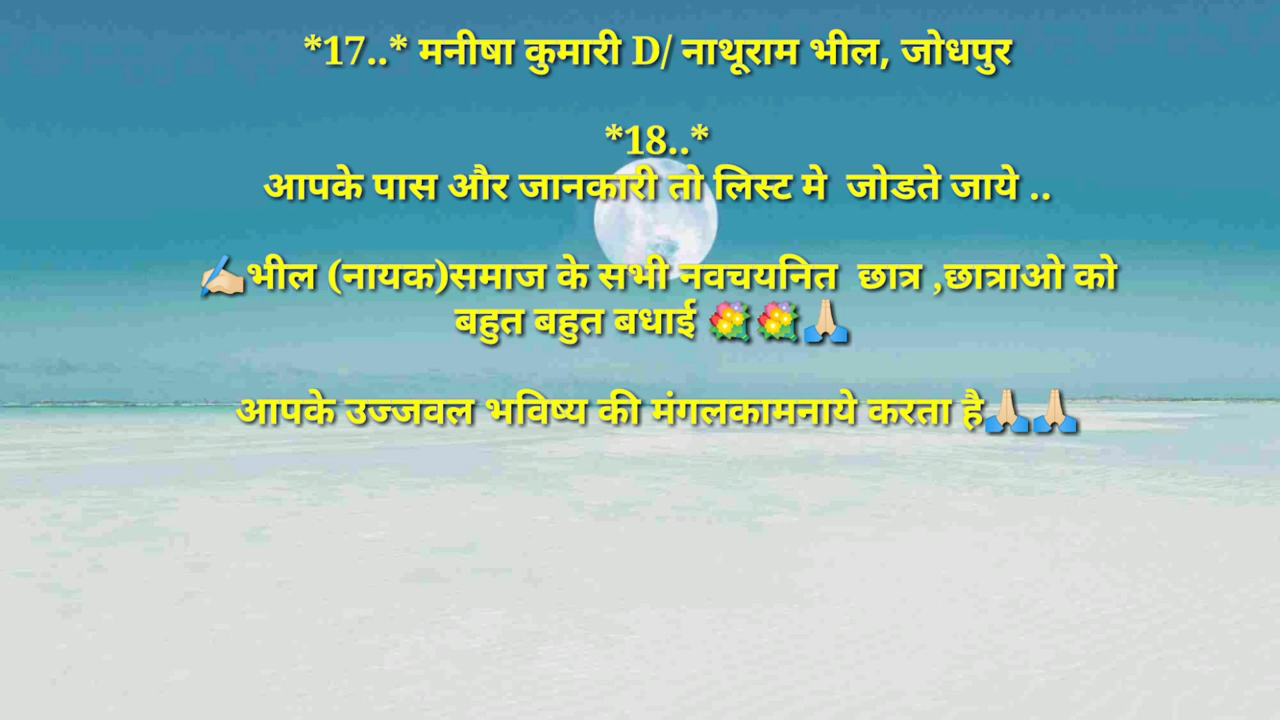 *17..* मनीषा कुमारी D/ नाथूराम भील, जोधपुर
*18..*
आपके पास और जानकारी तो लिस्ट मे  जोडते जाये ..
✍🏻भील (नायक)समाज के सभी नवचयनित  छात्र ,छात्राओ को
बहुत बहुत बधाई 💐💐🙏🏻
आपके उज्जवल भविष्य की मंगलकामनाये करता है🙏🏻🙏🏻